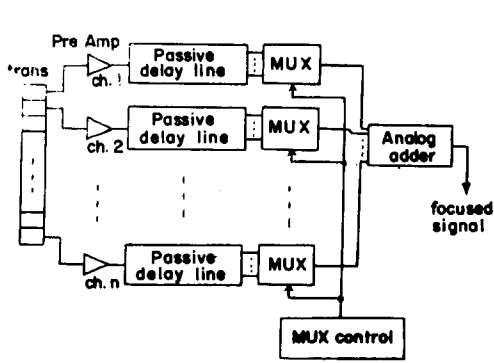 Pre Amp
trans
ch. 1
Passive
delay line
MUX
ch. 2
Passive
delay line
MUX
Analog
adder
focused
signal
ch. n
Passive
delay line
MUX
MUX control